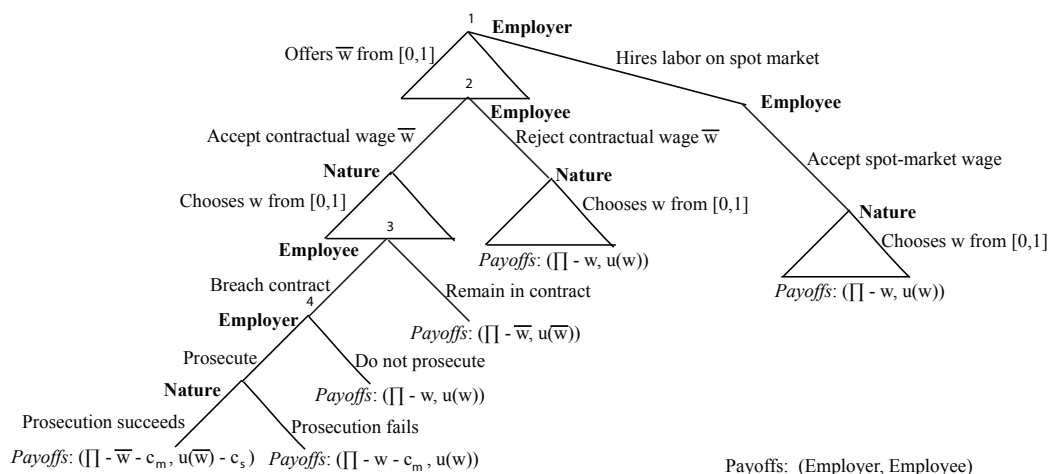 1
Employer
Offers w̅ from [0,1]
Hires labor on spot market
2
Employee
Employee
Accept contractual wage w̅
Reject contractual wage w̅
Accept spot-market wage
Nature
Nature
Chooses w from [0,1]
3
Chooses w from [0,1]
Nature
Chooses w from [0,1]
Employee
Payoffs: (∏ - w, u(w))
Payoffs: (∏ - w, u(w))
Breach contract
Remain in contract
4
Employer
Payoffs: (∏ - w̅, u(w̅))
Prosecute
Do not prosecute
Nature
Payoffs: (∏ - w, u(w))
Prosecution succeeds
Prosecution fails
Payoffs: (∏ - w̅ - cₘ, u(w̅) - cₛ)
Payoffs: (∏ - w - cₘ, u(w))
Payoffs: (Employer, Employee)